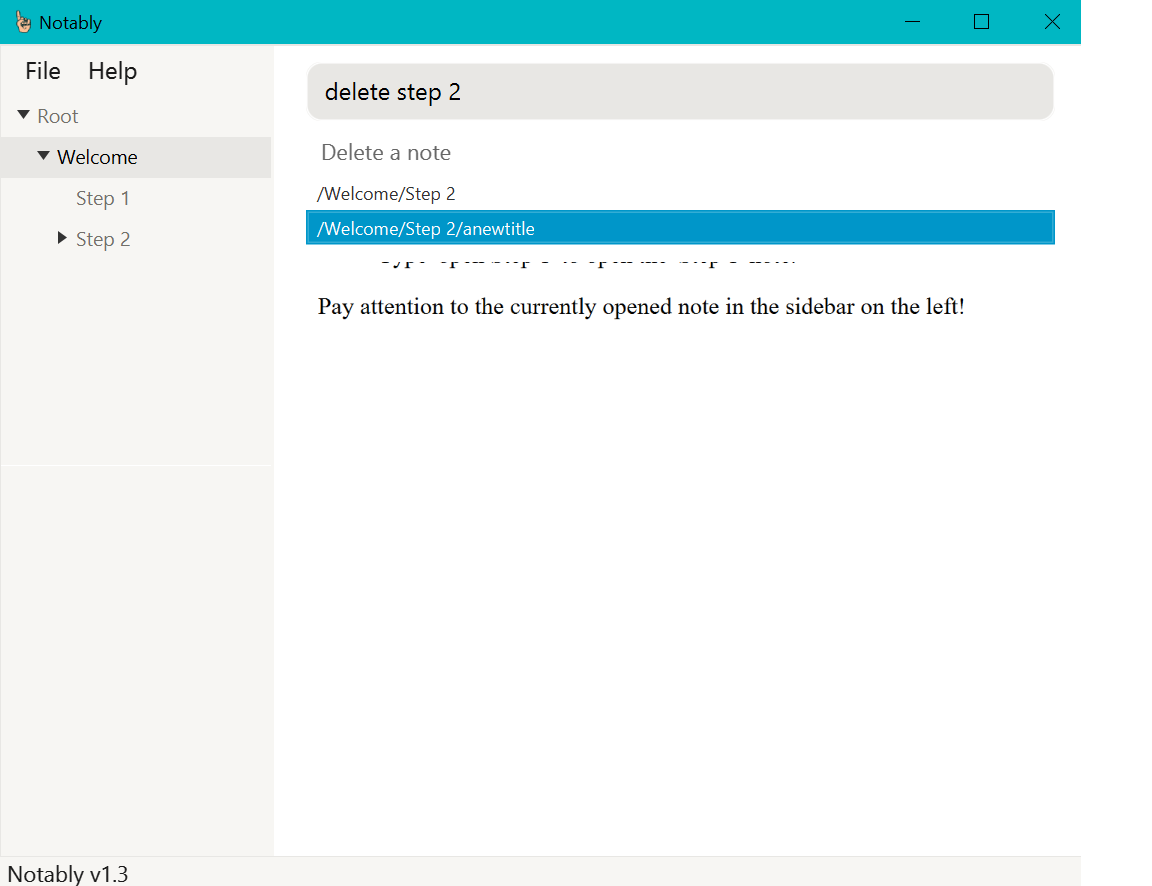 Notably
File Help
Root
Welcome
Step 1
Step 2
delete step 2
Delete a note
/Welcome/Step 2
/Welcome/Step 2/anewtitle
Pay attention to the currently opened note in the sidebar on the left!
Notably v1.3